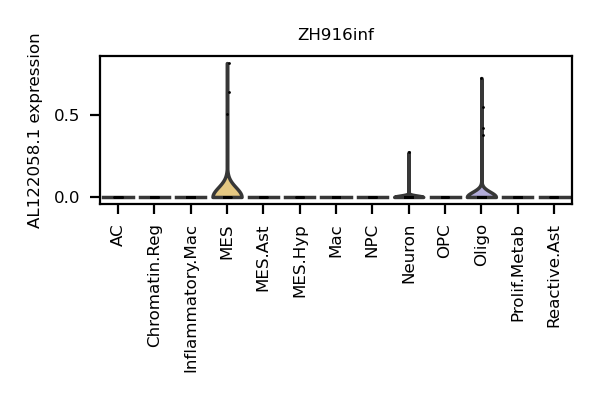 ZH916inf
AL122058.1 expression
0.5
0.0
AC
Chromatin.Reg
Inflammatory.Mac
MES
MES.Ast
MES.Hyp
Mac
NPC
Neuron
OPC
Oligo
Prolif.Metab
Reactive.Ast